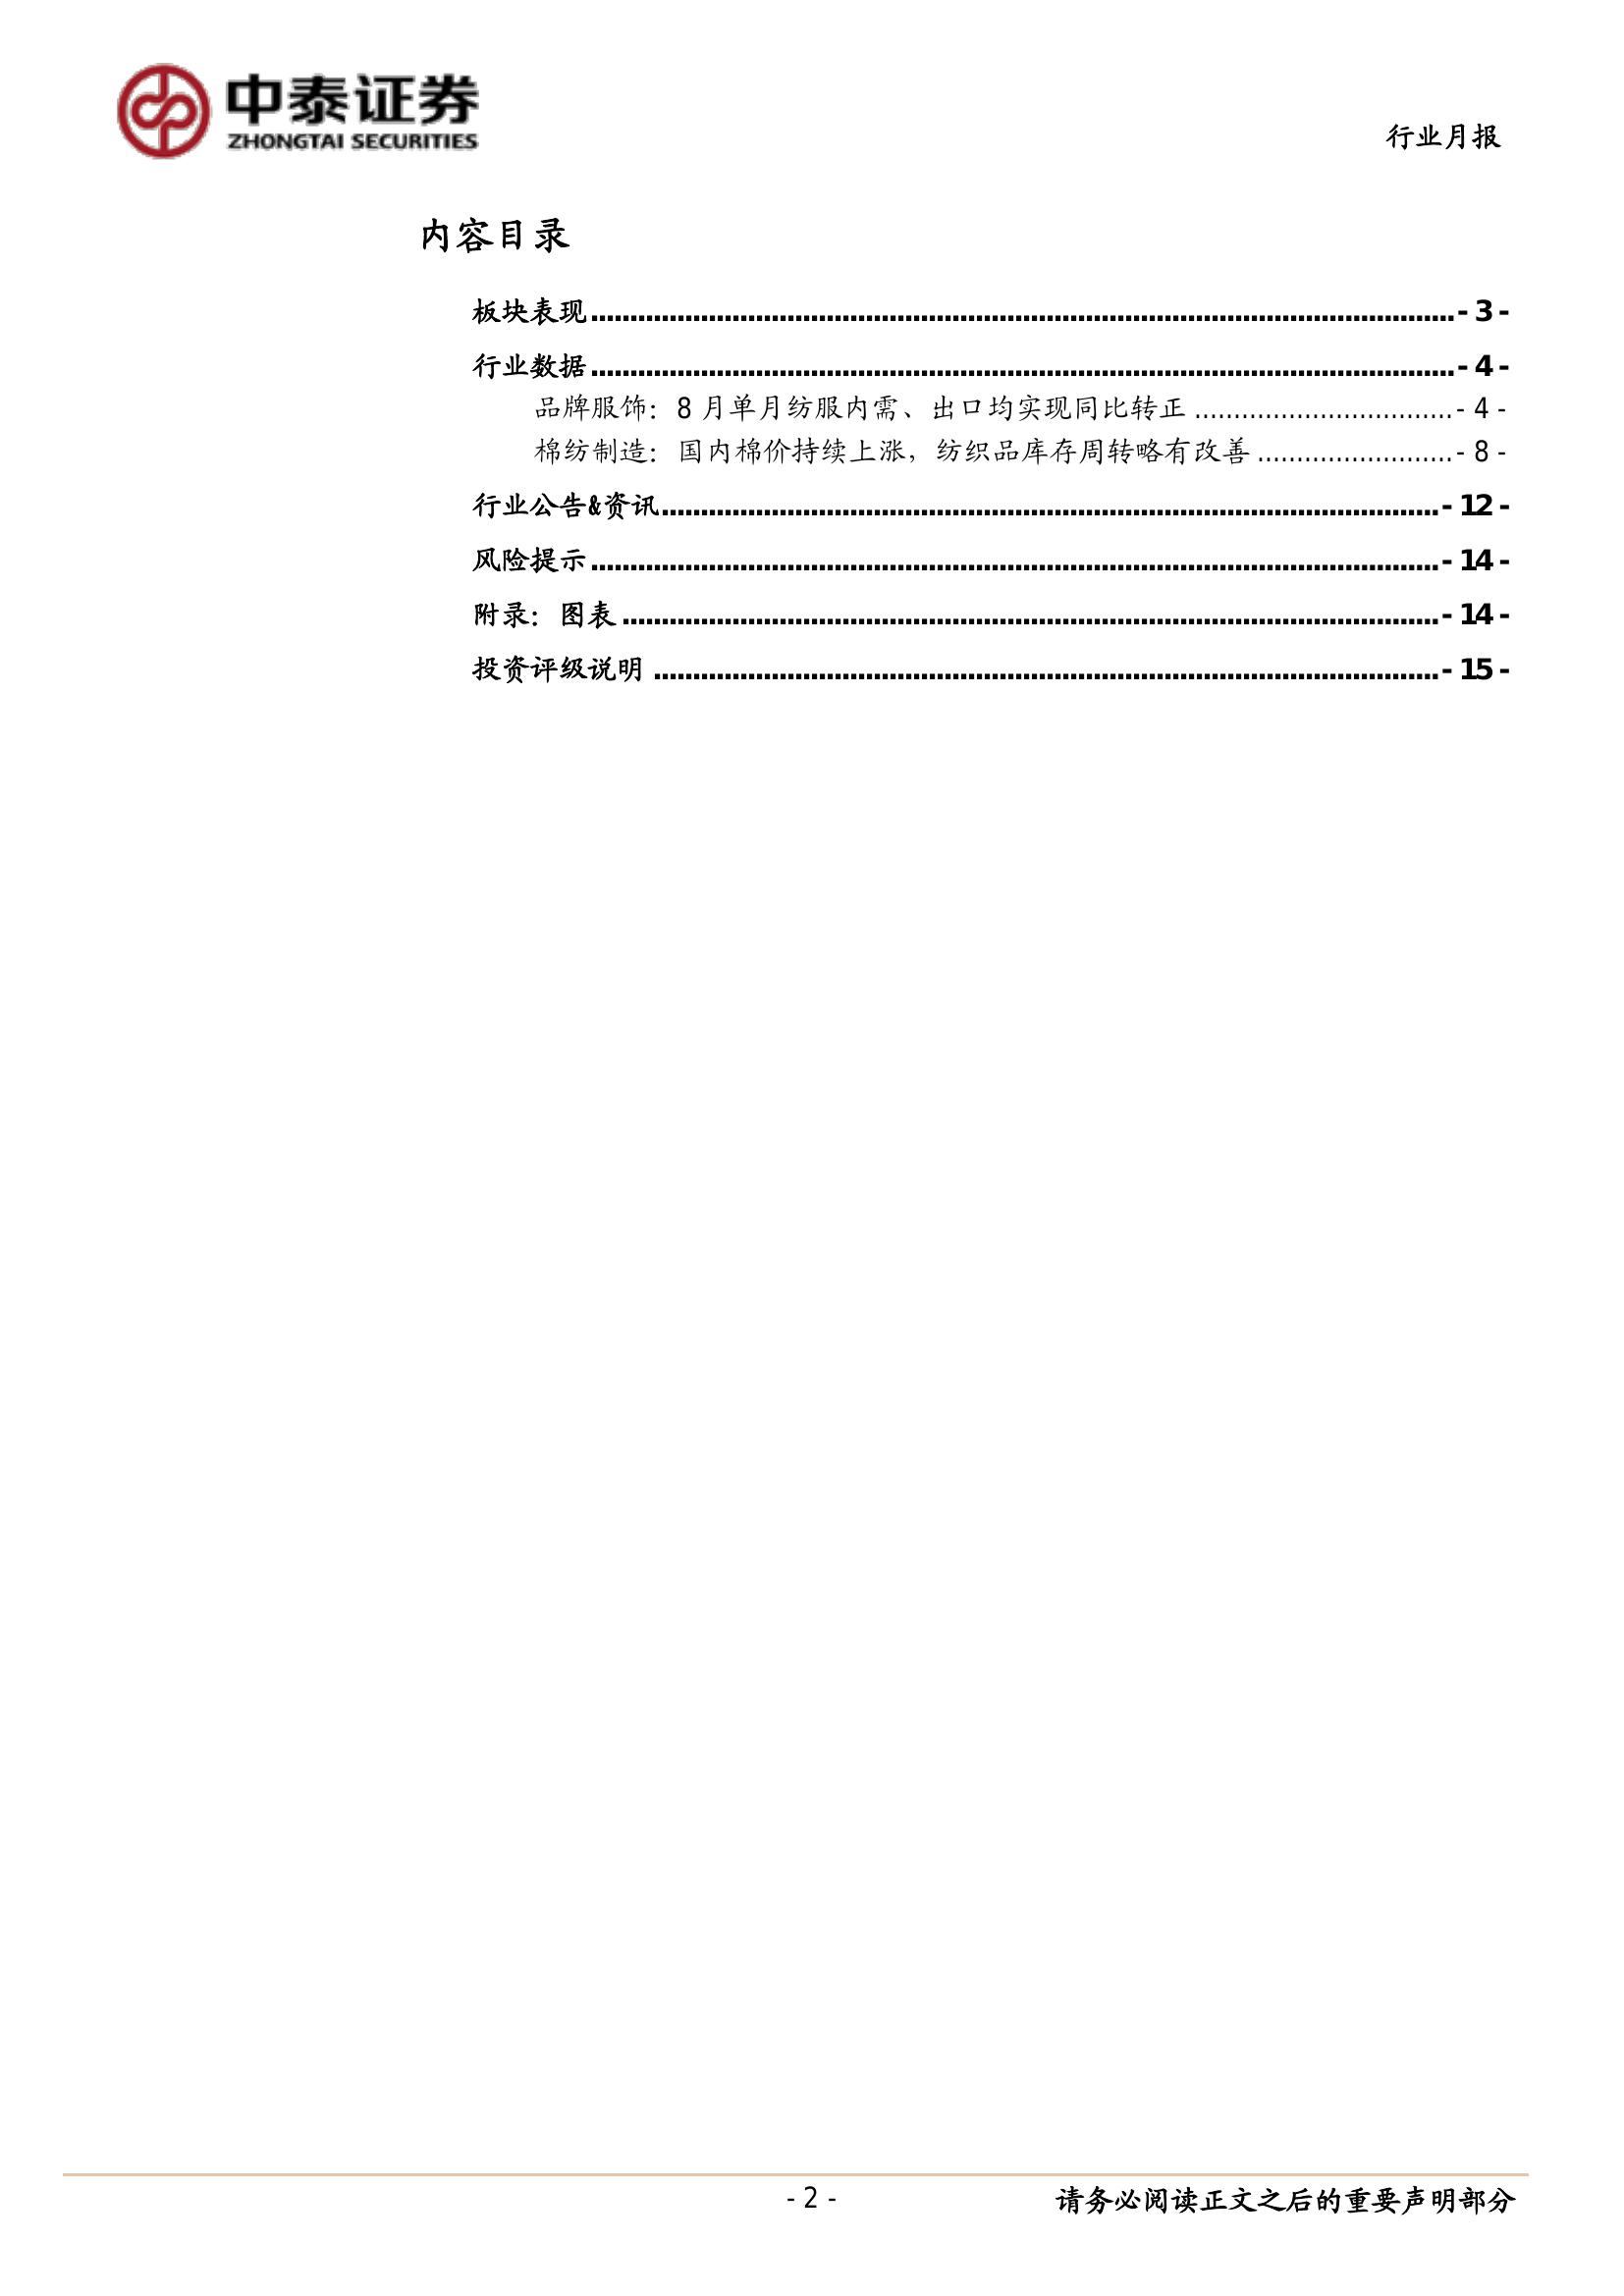 中泰证券
ZHONGTAI SECURITIES
行业月报
内容目录
板块表现.....- 3 -
行业数据.....- 4 -
品牌服饰：8 月单月纺服内需、出口均实现同比转正.....- 4 -
棉纺制造：国内棉价持续上涨，纺织品库存周转略有改善.....- 8 -
行业公告&资讯.....- 12 -
风险提示.....- 14 -
附录：图表.....- 14 -
投资评级说明.....- 15 -
- 2 -
请务必阅读正文之后的重要声明部分